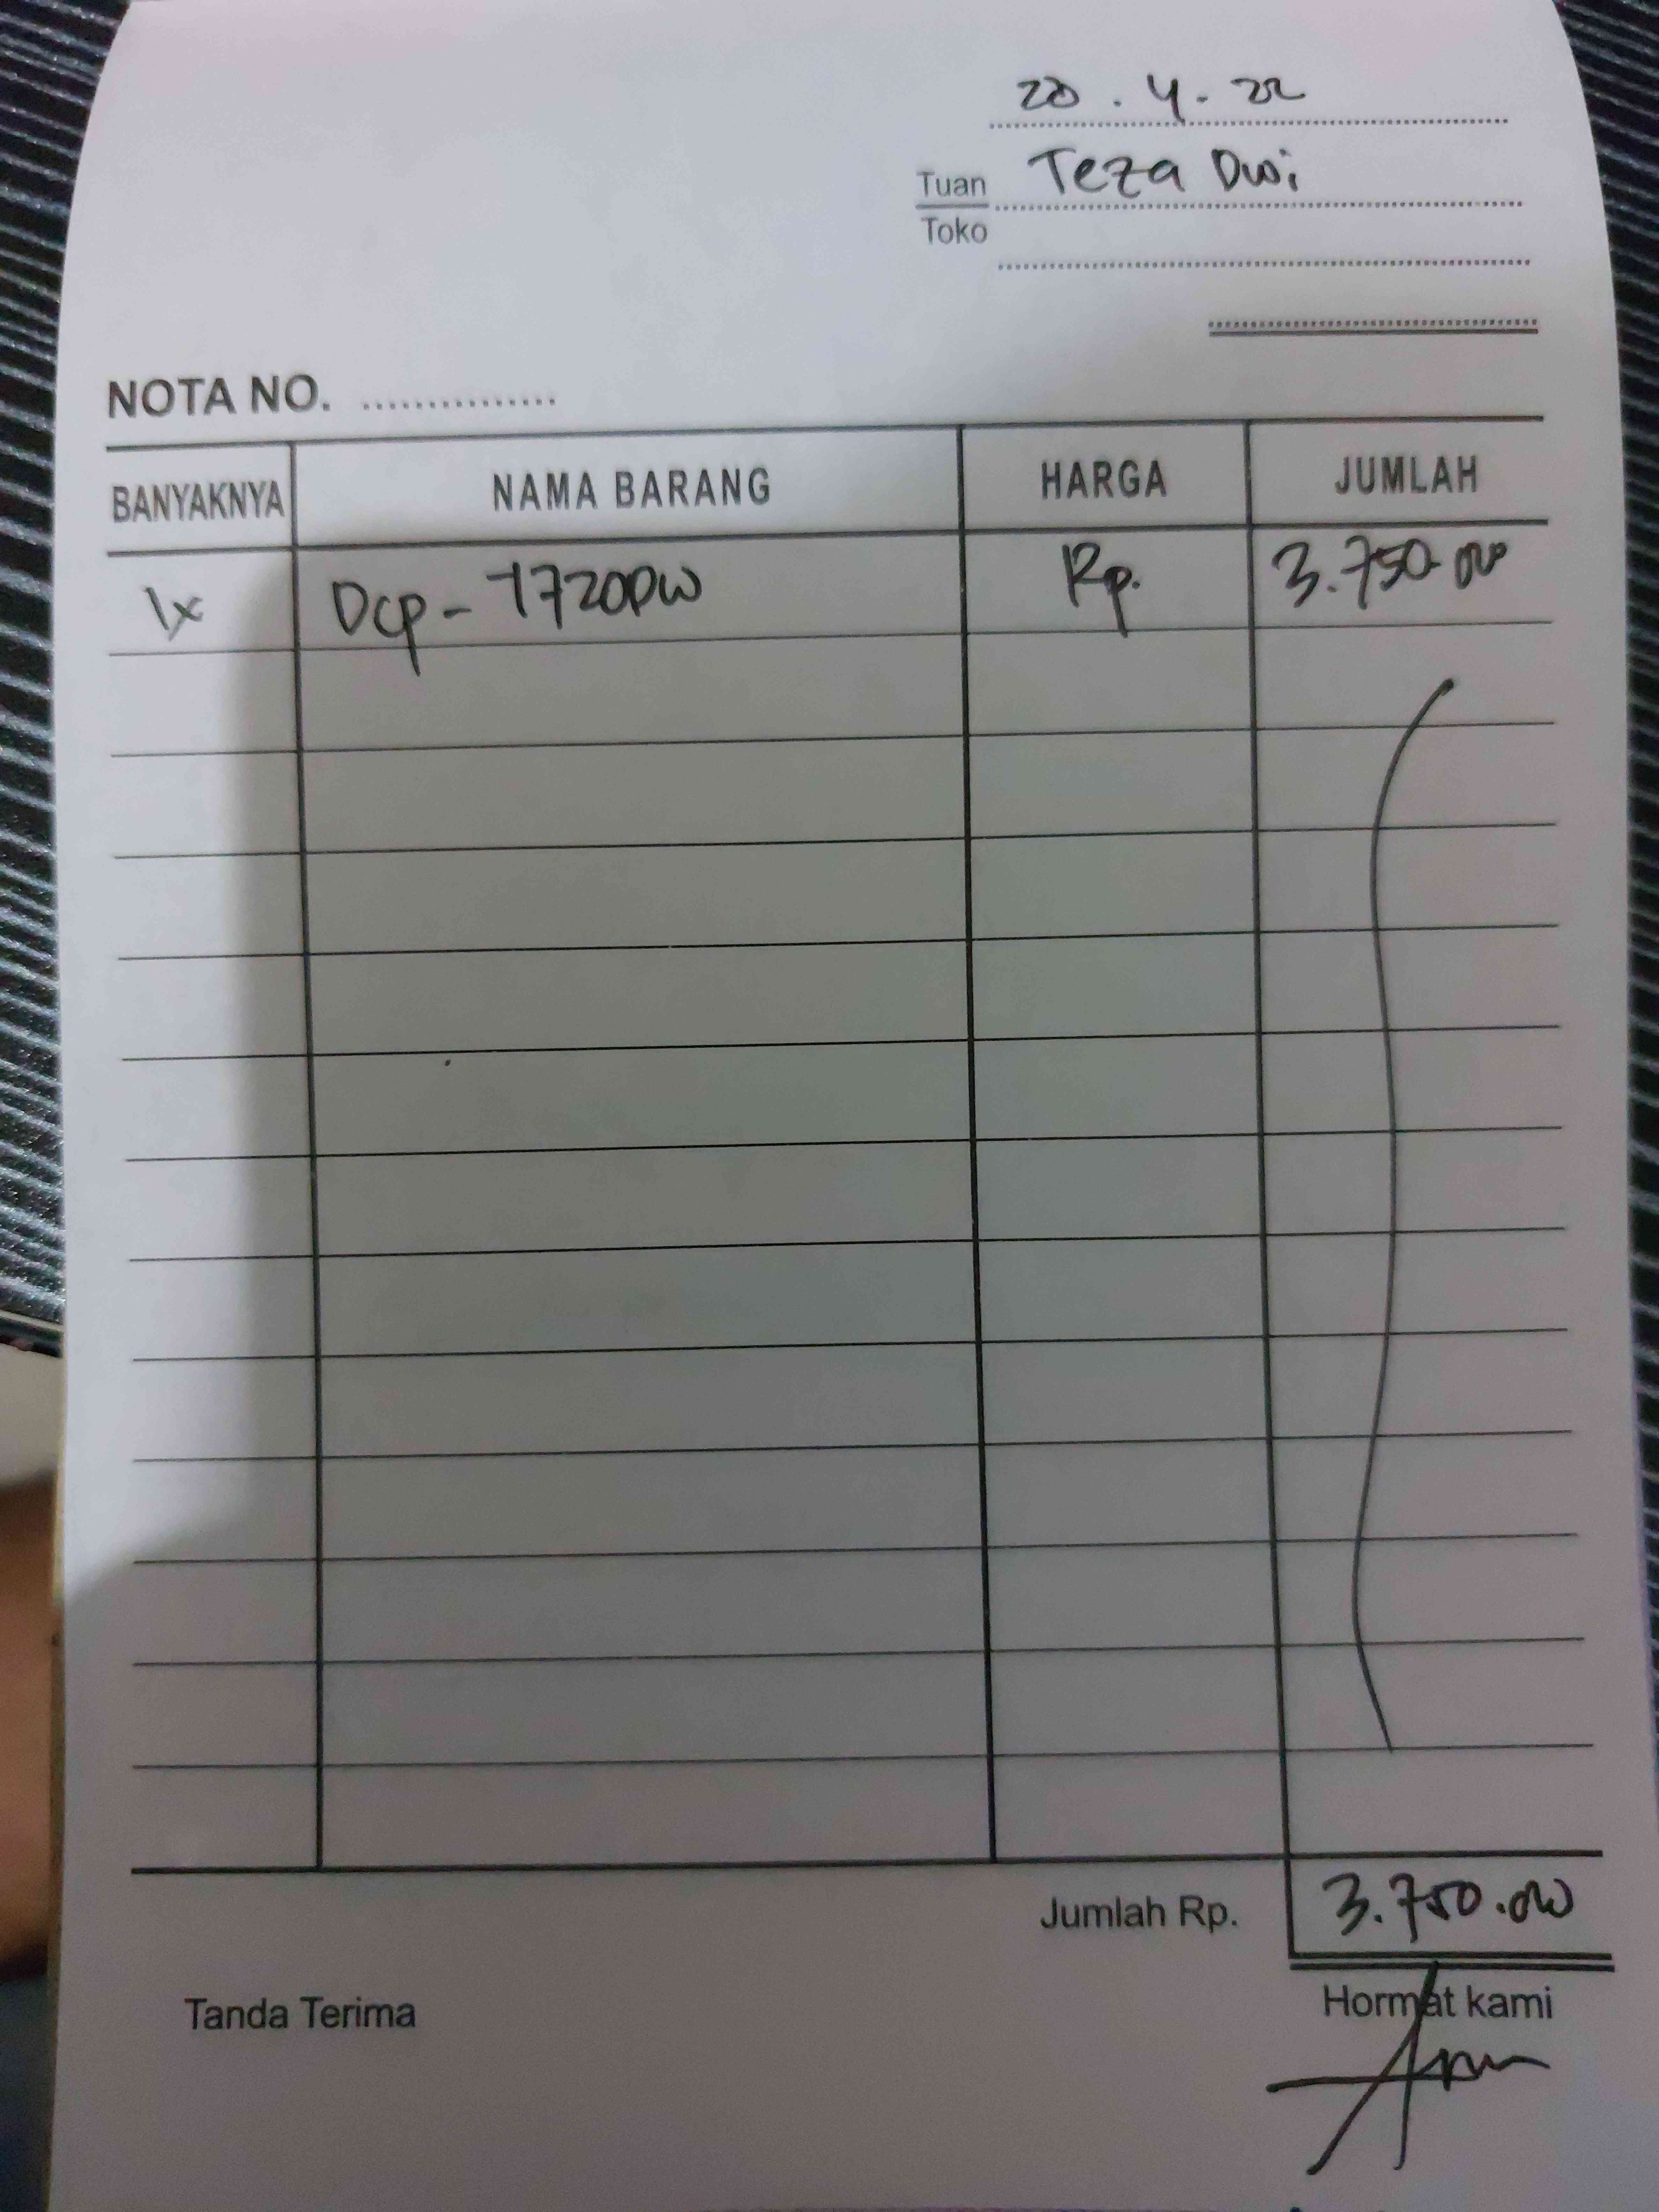 20.4.22
Tuan Teza Dwi
Toko
NOTA NO. ...............
BANYAKNYA NAMA BARANG HARGA JUMLAH
1x Dcp - T720DW Rp. 3.750.000
Jumlah Rp. 3.750.000
Tanda Terima Hormat kami